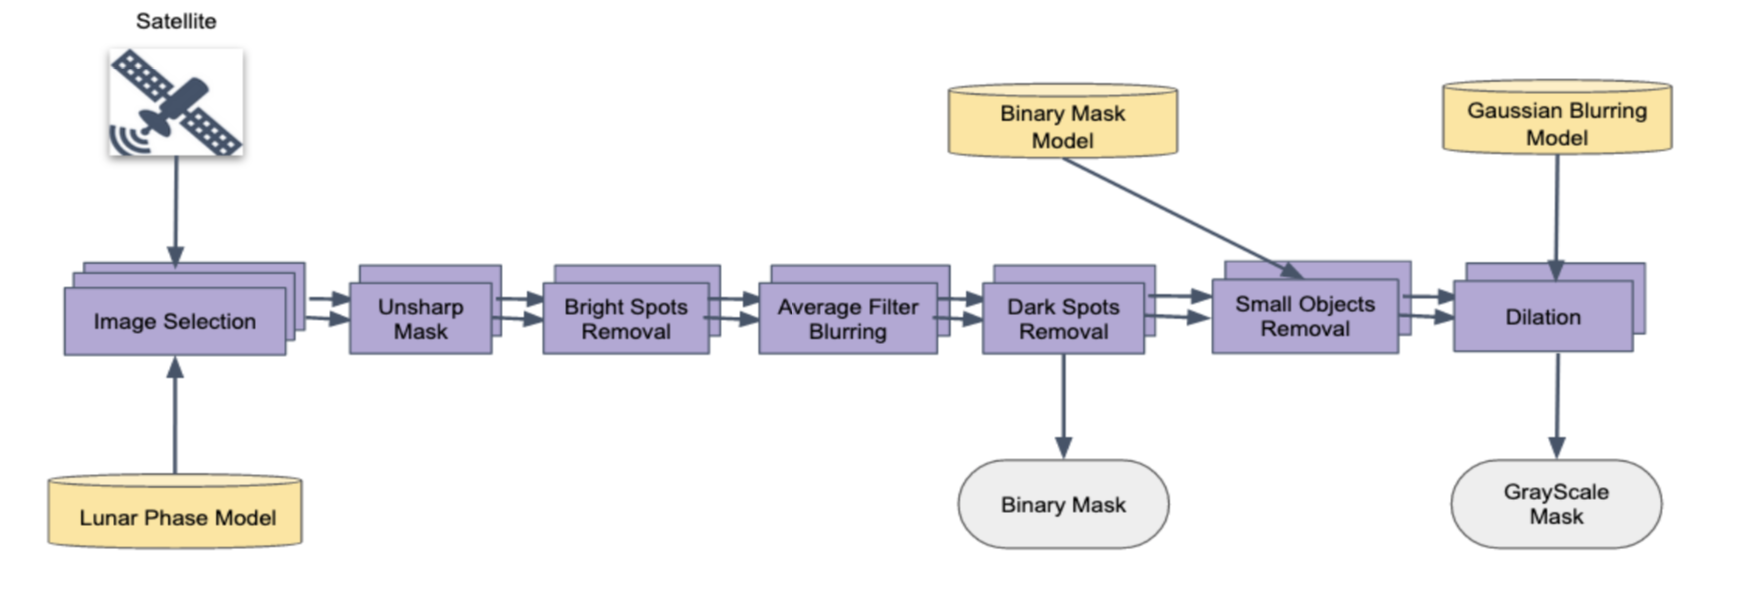 Satellite
Binary Mask
Model
Gaussian Blurring
Model
Image Selection
Unsharp
Mask
Bright Spots
Removal
Average Filter
Blurring
Dark Spots
Removal
Small Objects
Removal
Dilation
Lunar Phase Model
Binary Mask
GrayScale
Mask